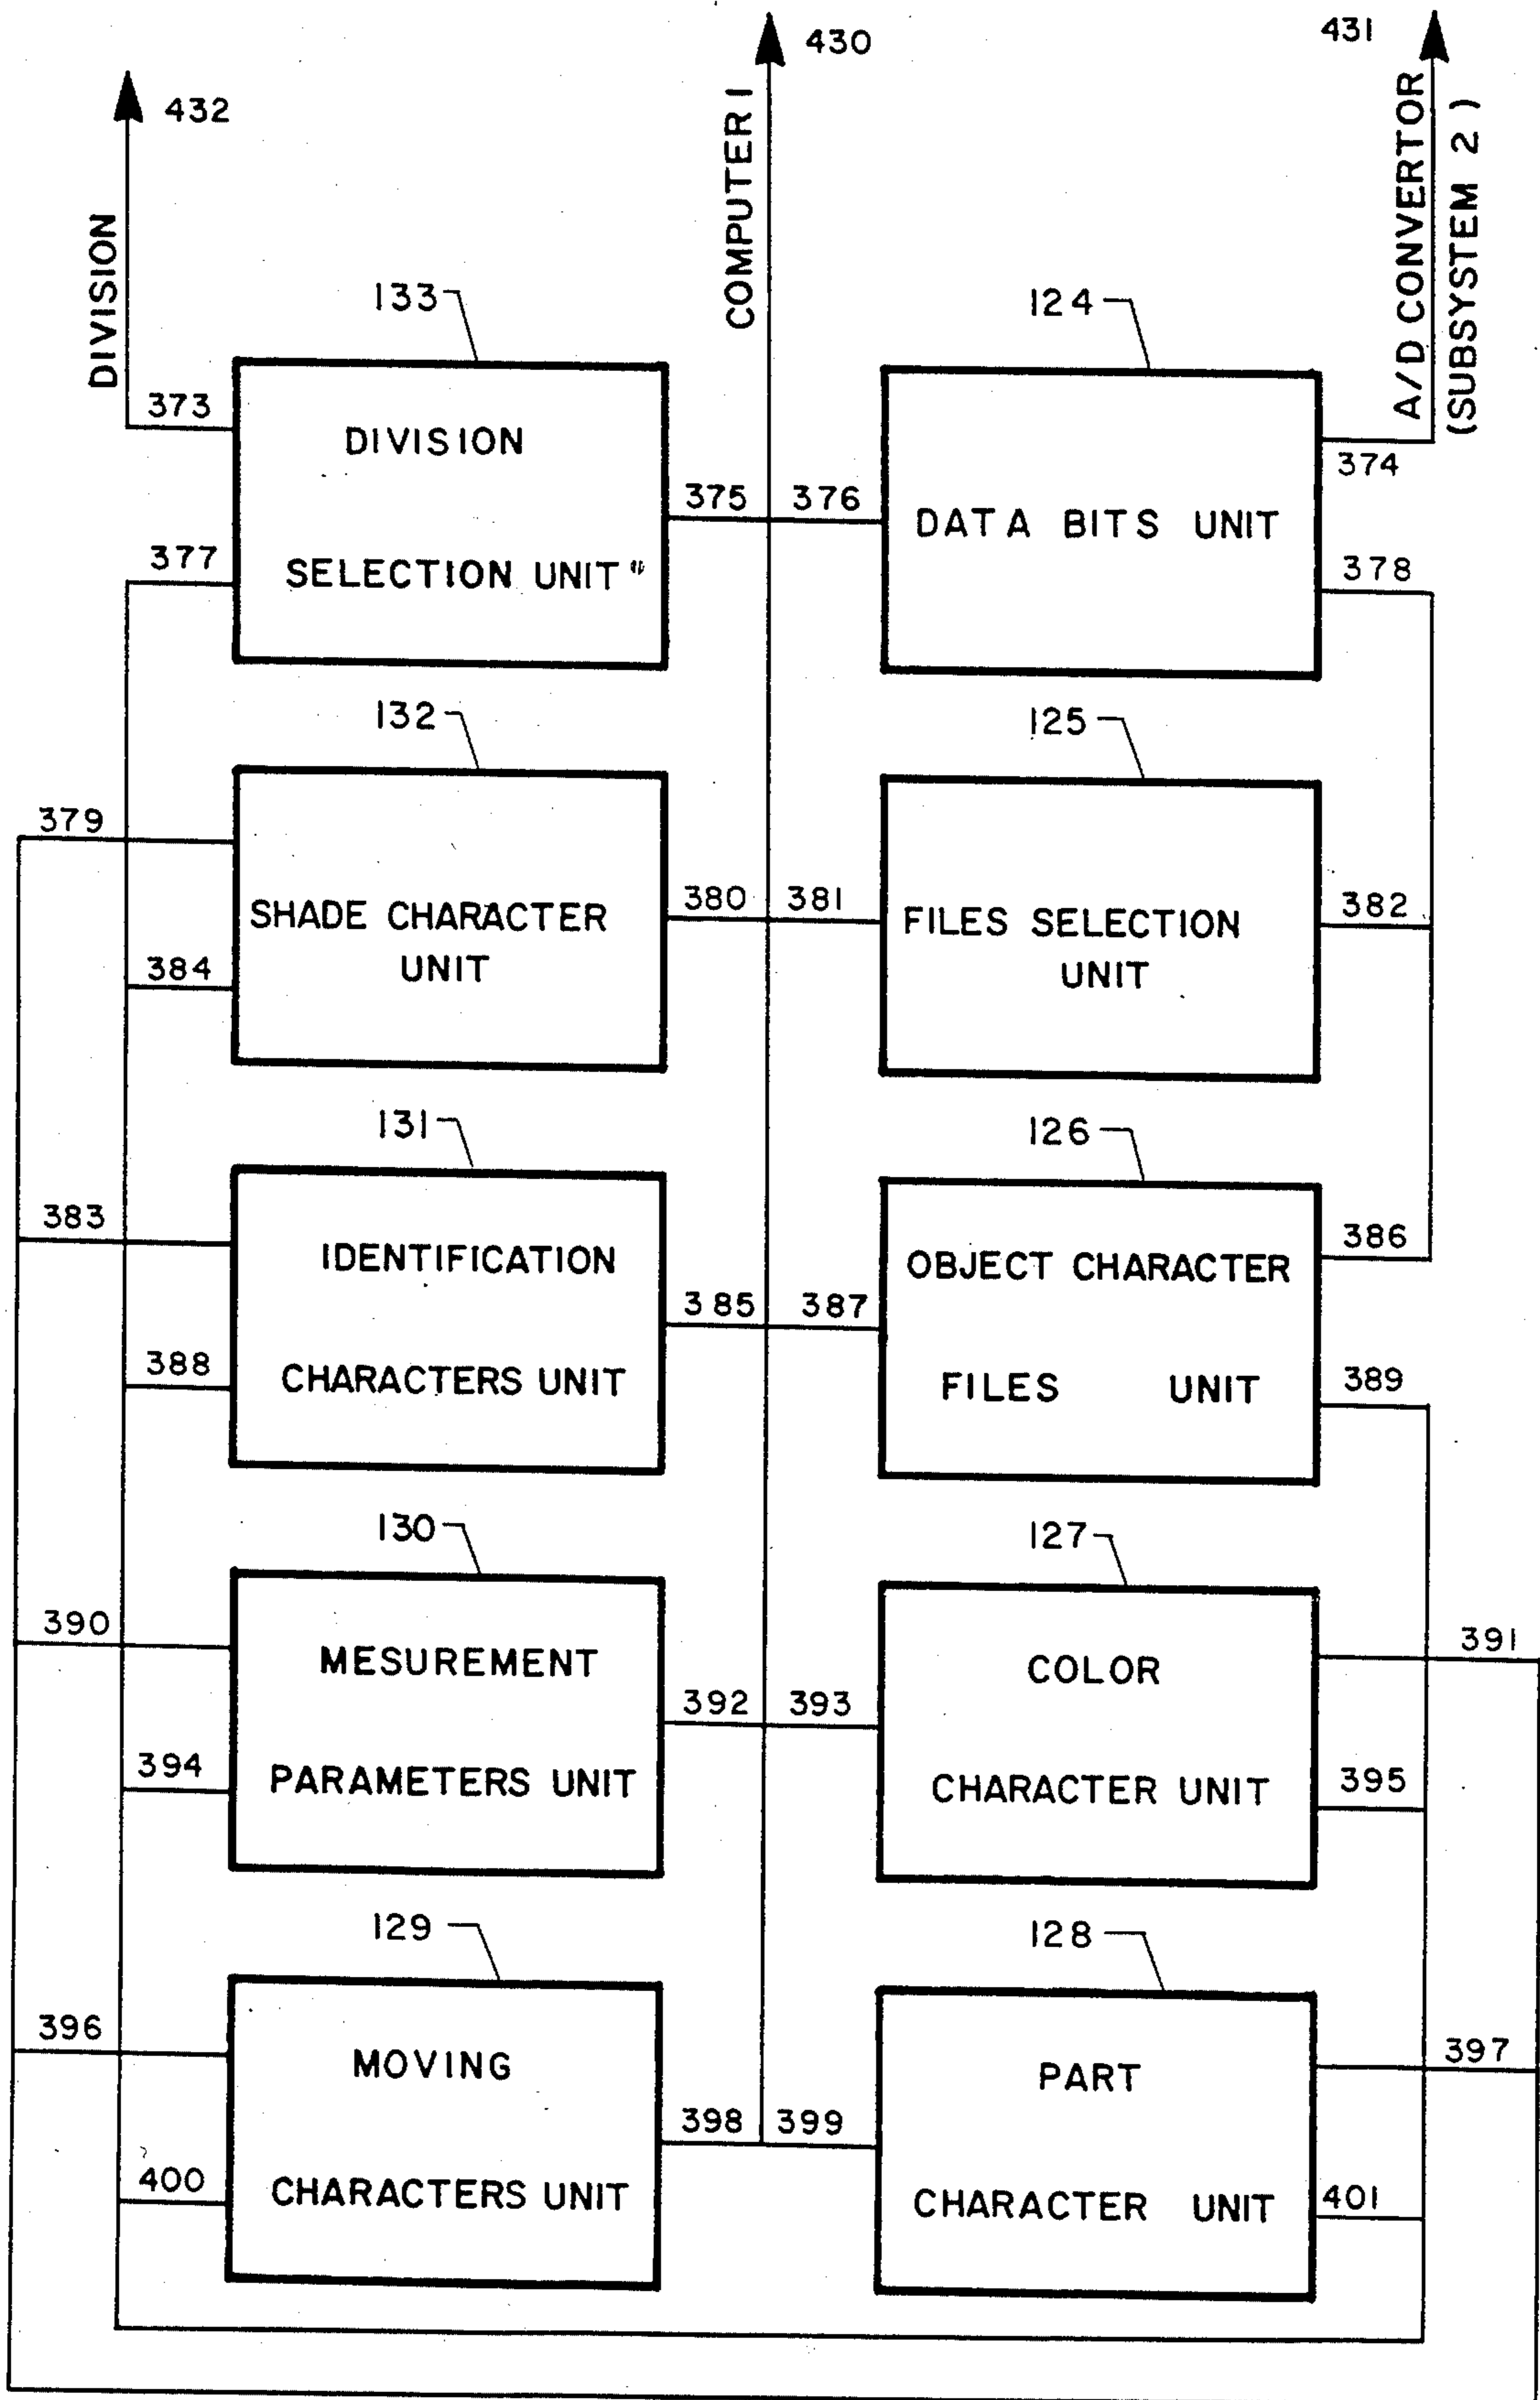 430
431
432
DIVISION
COMPUTER 1
A/D CONVERTOR
(SUBSYSTEM 2)
133
124
373
DIVISION
SELECTION UNIT"
374
375
376
DATA BITS UNIT
377
378
132
125
379
SHADE CHARACTER
UNIT
380
381
FILES SELECTION
UNIT
382
384
131
126
383
IDENTIFICATION
CHARACTERS UNIT
385
387
OBJECT CHARACTER
FILES UNIT
386
388
389
130
127
390
MESUREMENT
PARAMETERS UNIT
392
393
COLOR
CHARACTER UNIT
391
394
395
129
128
396
MOVING
CHARACTERS UNIT
398
399
PART
CHARACTER UNIT
397
400
401